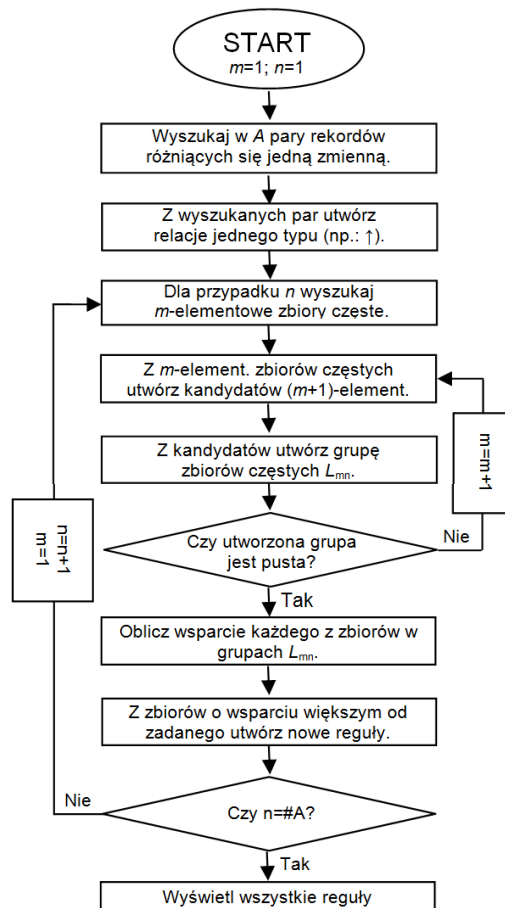 START
m=1; n=1
Wyszukaj w A pary rekordów
różniących się jedną zmienną.
Z wyszukanych par utwórz
relacje jednego typu (np.: ↑).
Dla przypadku n wyszukaj
m-elementowe zbiory częste.
Z m-element. zbiorów częstych
utwórz kandydatów (m+1)-element.
Z kandydatów utwórz grupę
zbiorów częstych Lmn.
m=m+1
n=n+1
m=1
Czy utworzona grupa
jest pusta?
Nie
Tak
Oblicz wsparcie każdego z zbiorów w
grupach Lmn.
Z zbiorów o wsparciu większym od
zadanego utwórz nowe reguły.
Nie
Czy n=#A?
Tak
Wyświetl wszystkie reguły